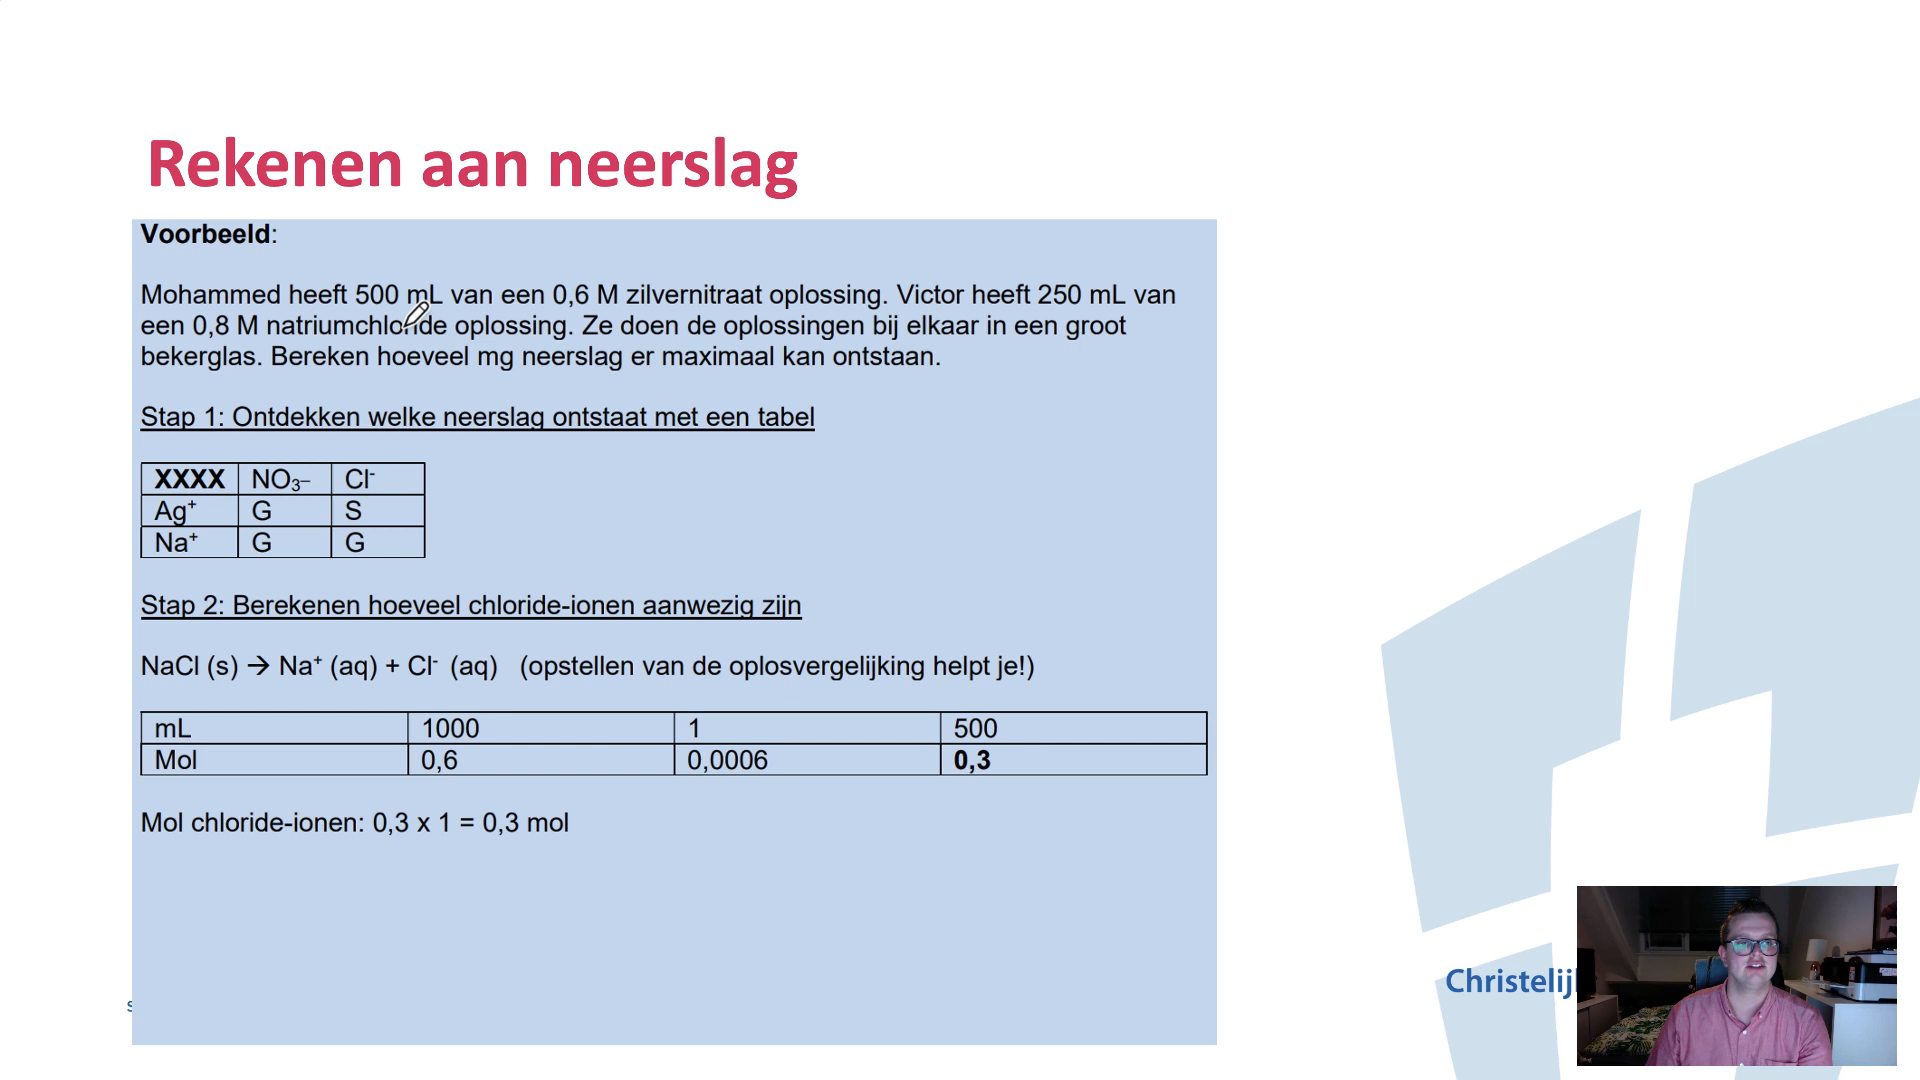 Rekenen aan neerslag
Voorbeeld:
Mohammed heeft 500 mL van een 0,6 M zilvernitraat oplossing. Victor heeft 250 mL van
een 0,8 M natriumchloride oplossing. Ze doen de oplossingen bij elkaar in een groot
bekerglas. Bereken hoeveel mg neerslag er maximaal kan ontstaan.
Stap 1: Ontdekken welke neerslag ontstaat met een tabel
XXXX NO₃₋ Cl⁻
Ag⁺ G S
Na⁺ G G
Stap 2: Berekenen hoeveel chloride-ionen aanwezig zijn
NaCl (s) → Na⁺ (aq) + Cl⁻ (aq) (opstellen van de oplosvergelijking helpt je!)
mL 1000 1 500
Mol 0,6 0,0006 0,3
Mol chloride-ionen: 0,3 x 1 = 0,3 mol